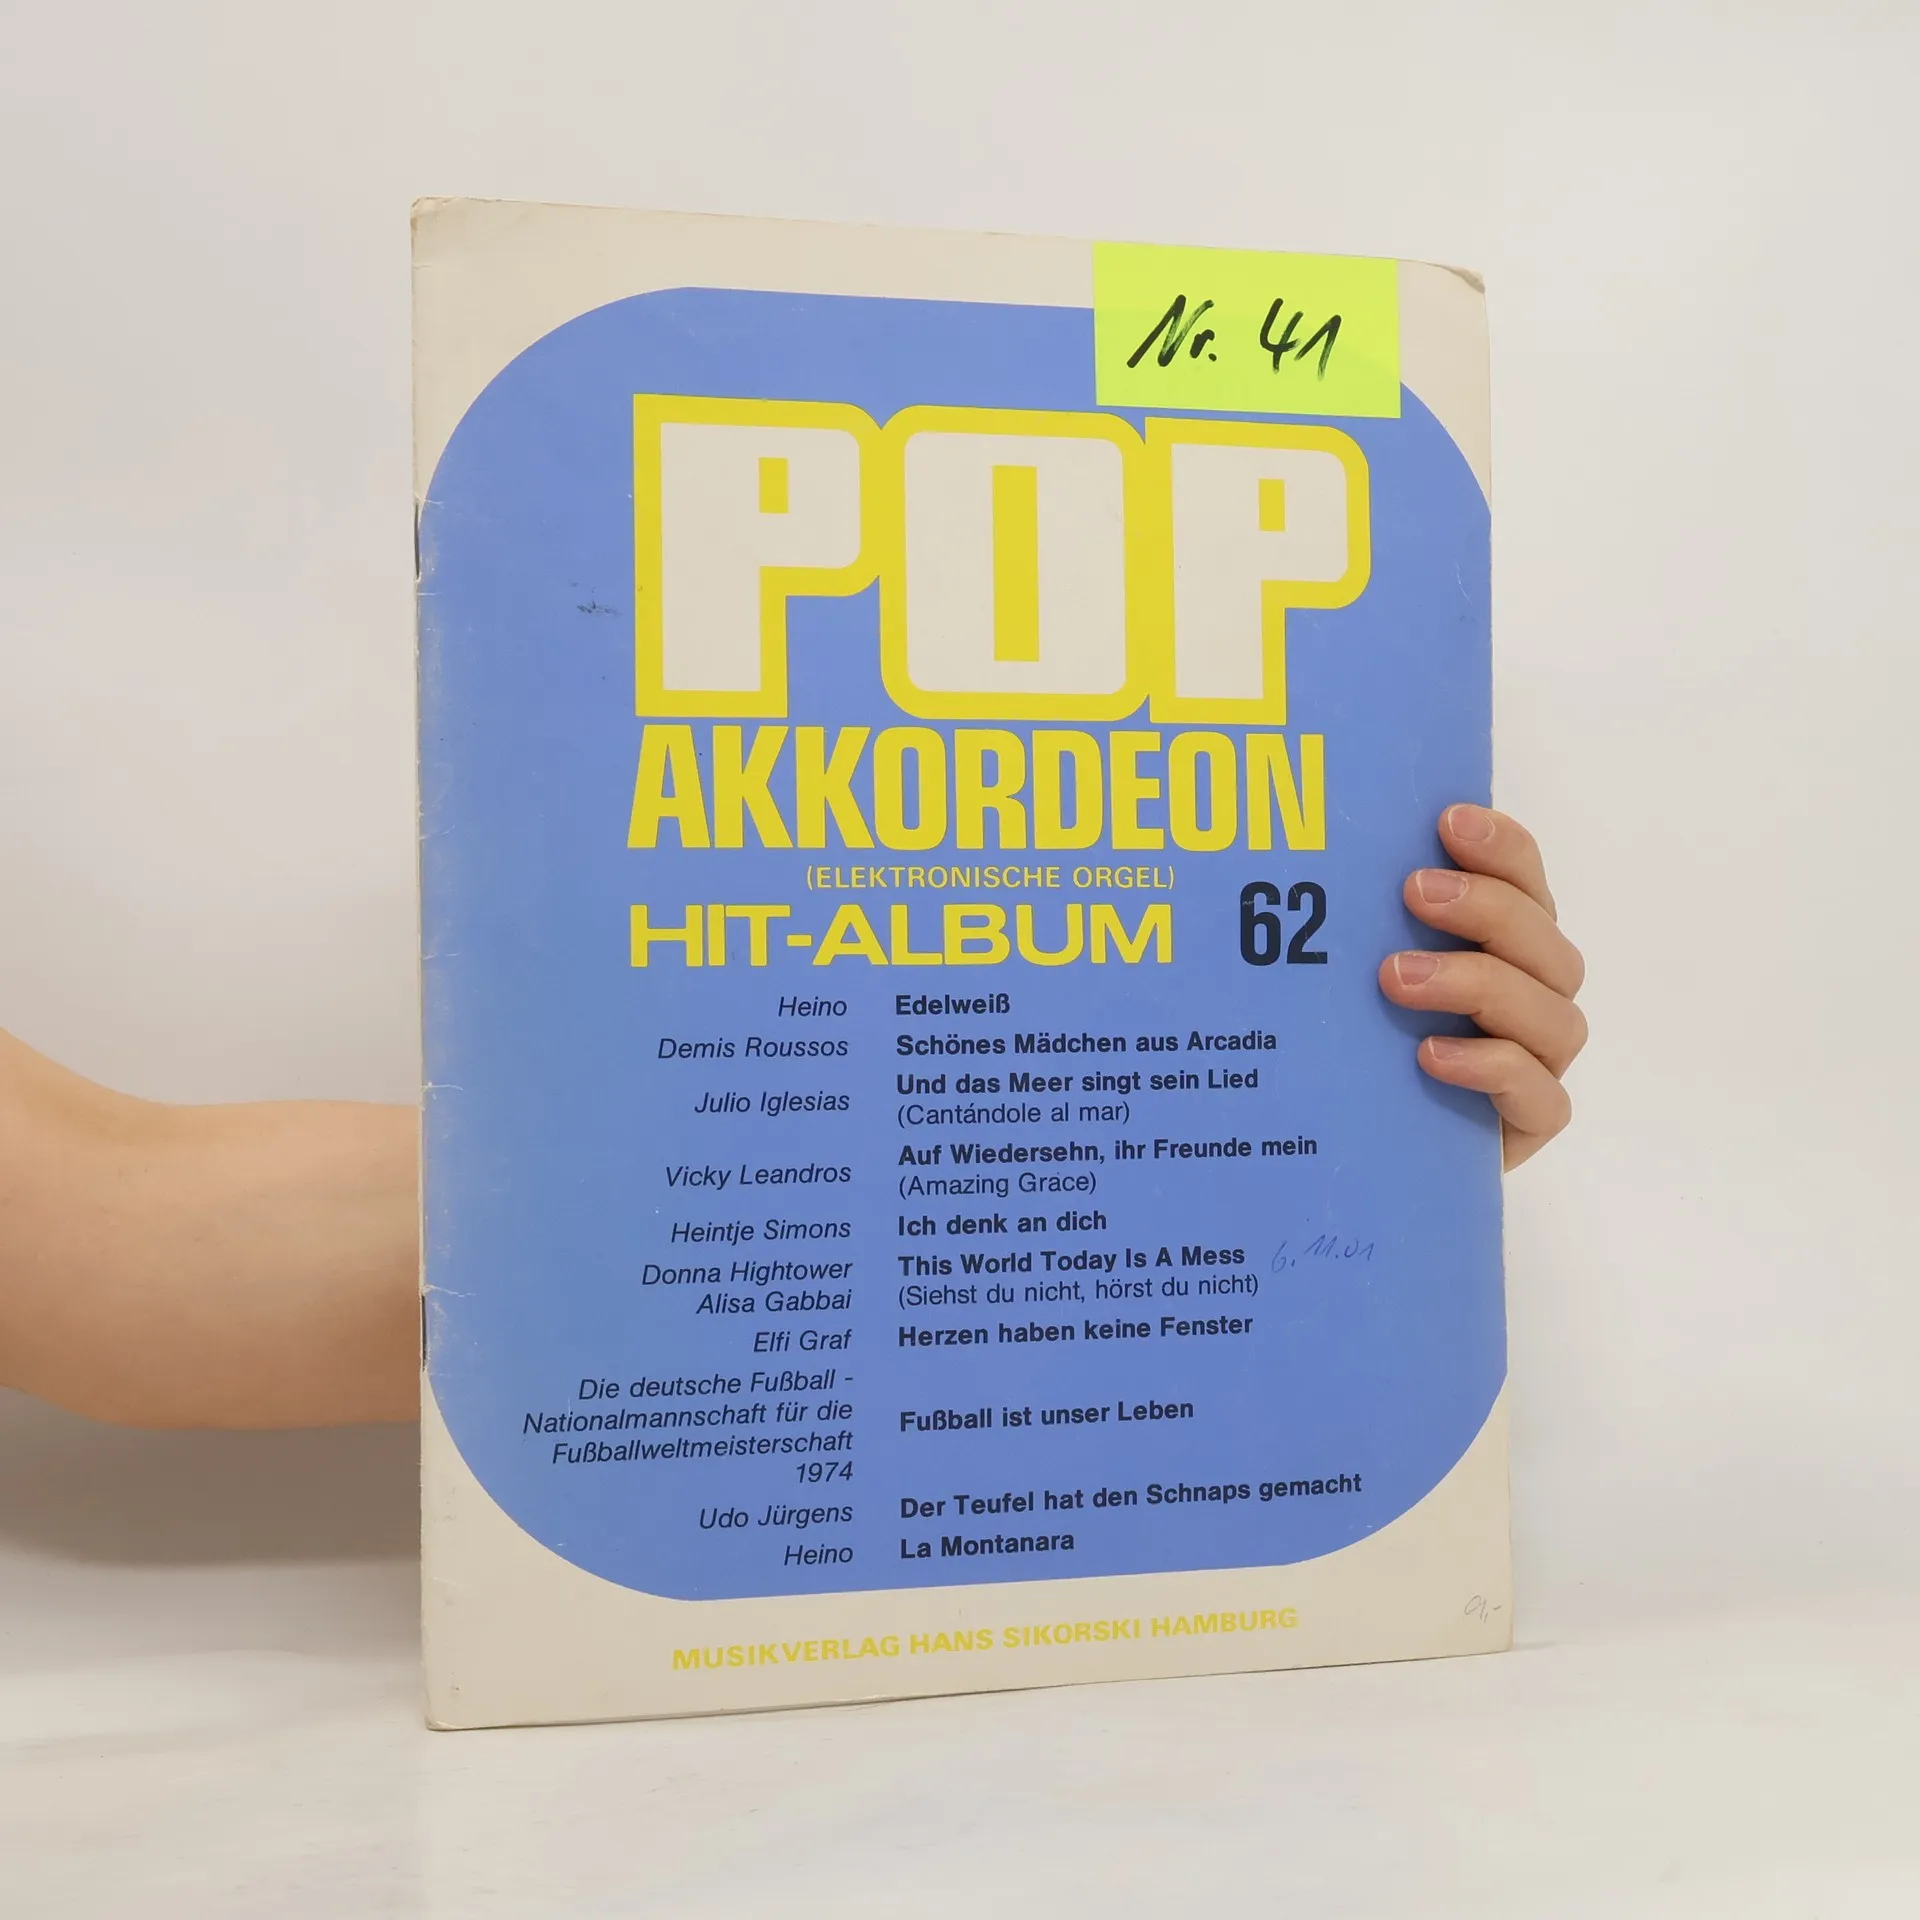 Nr. 41
POP
AKKORDEON
(ELEKTRONISCHE ORGEL)
HIT-ALBUM 62
Heino Edelweiß
Demis Roussos Schönes Mädchen aus Arcadia
Julio Iglesias Und das Meer singt sein Lied
(Cantándole al mar)
Vicky Leandros Auf Wiedersehn, ihr Freunde mein
(Amazing Grace)
Heintje Simons Ich denk an dich
Donna Hightower This World Today Is A Mess 6.11.01
Alisa Gabbai (Siehst du nicht, hörst du nicht)
Elfi Graf Herzen haben keine Fenster
Die deutsche Fußball -
Nationalmannschaft für die
Fußballweltmeisterschaft
1974
Fußball ist unser Leben
Udo Jürgens Der Teufel hat den Schnaps gemacht
Heino La Montanara
MUSIKVERLAG HANS SIKORSKI HAMBURG
9,-